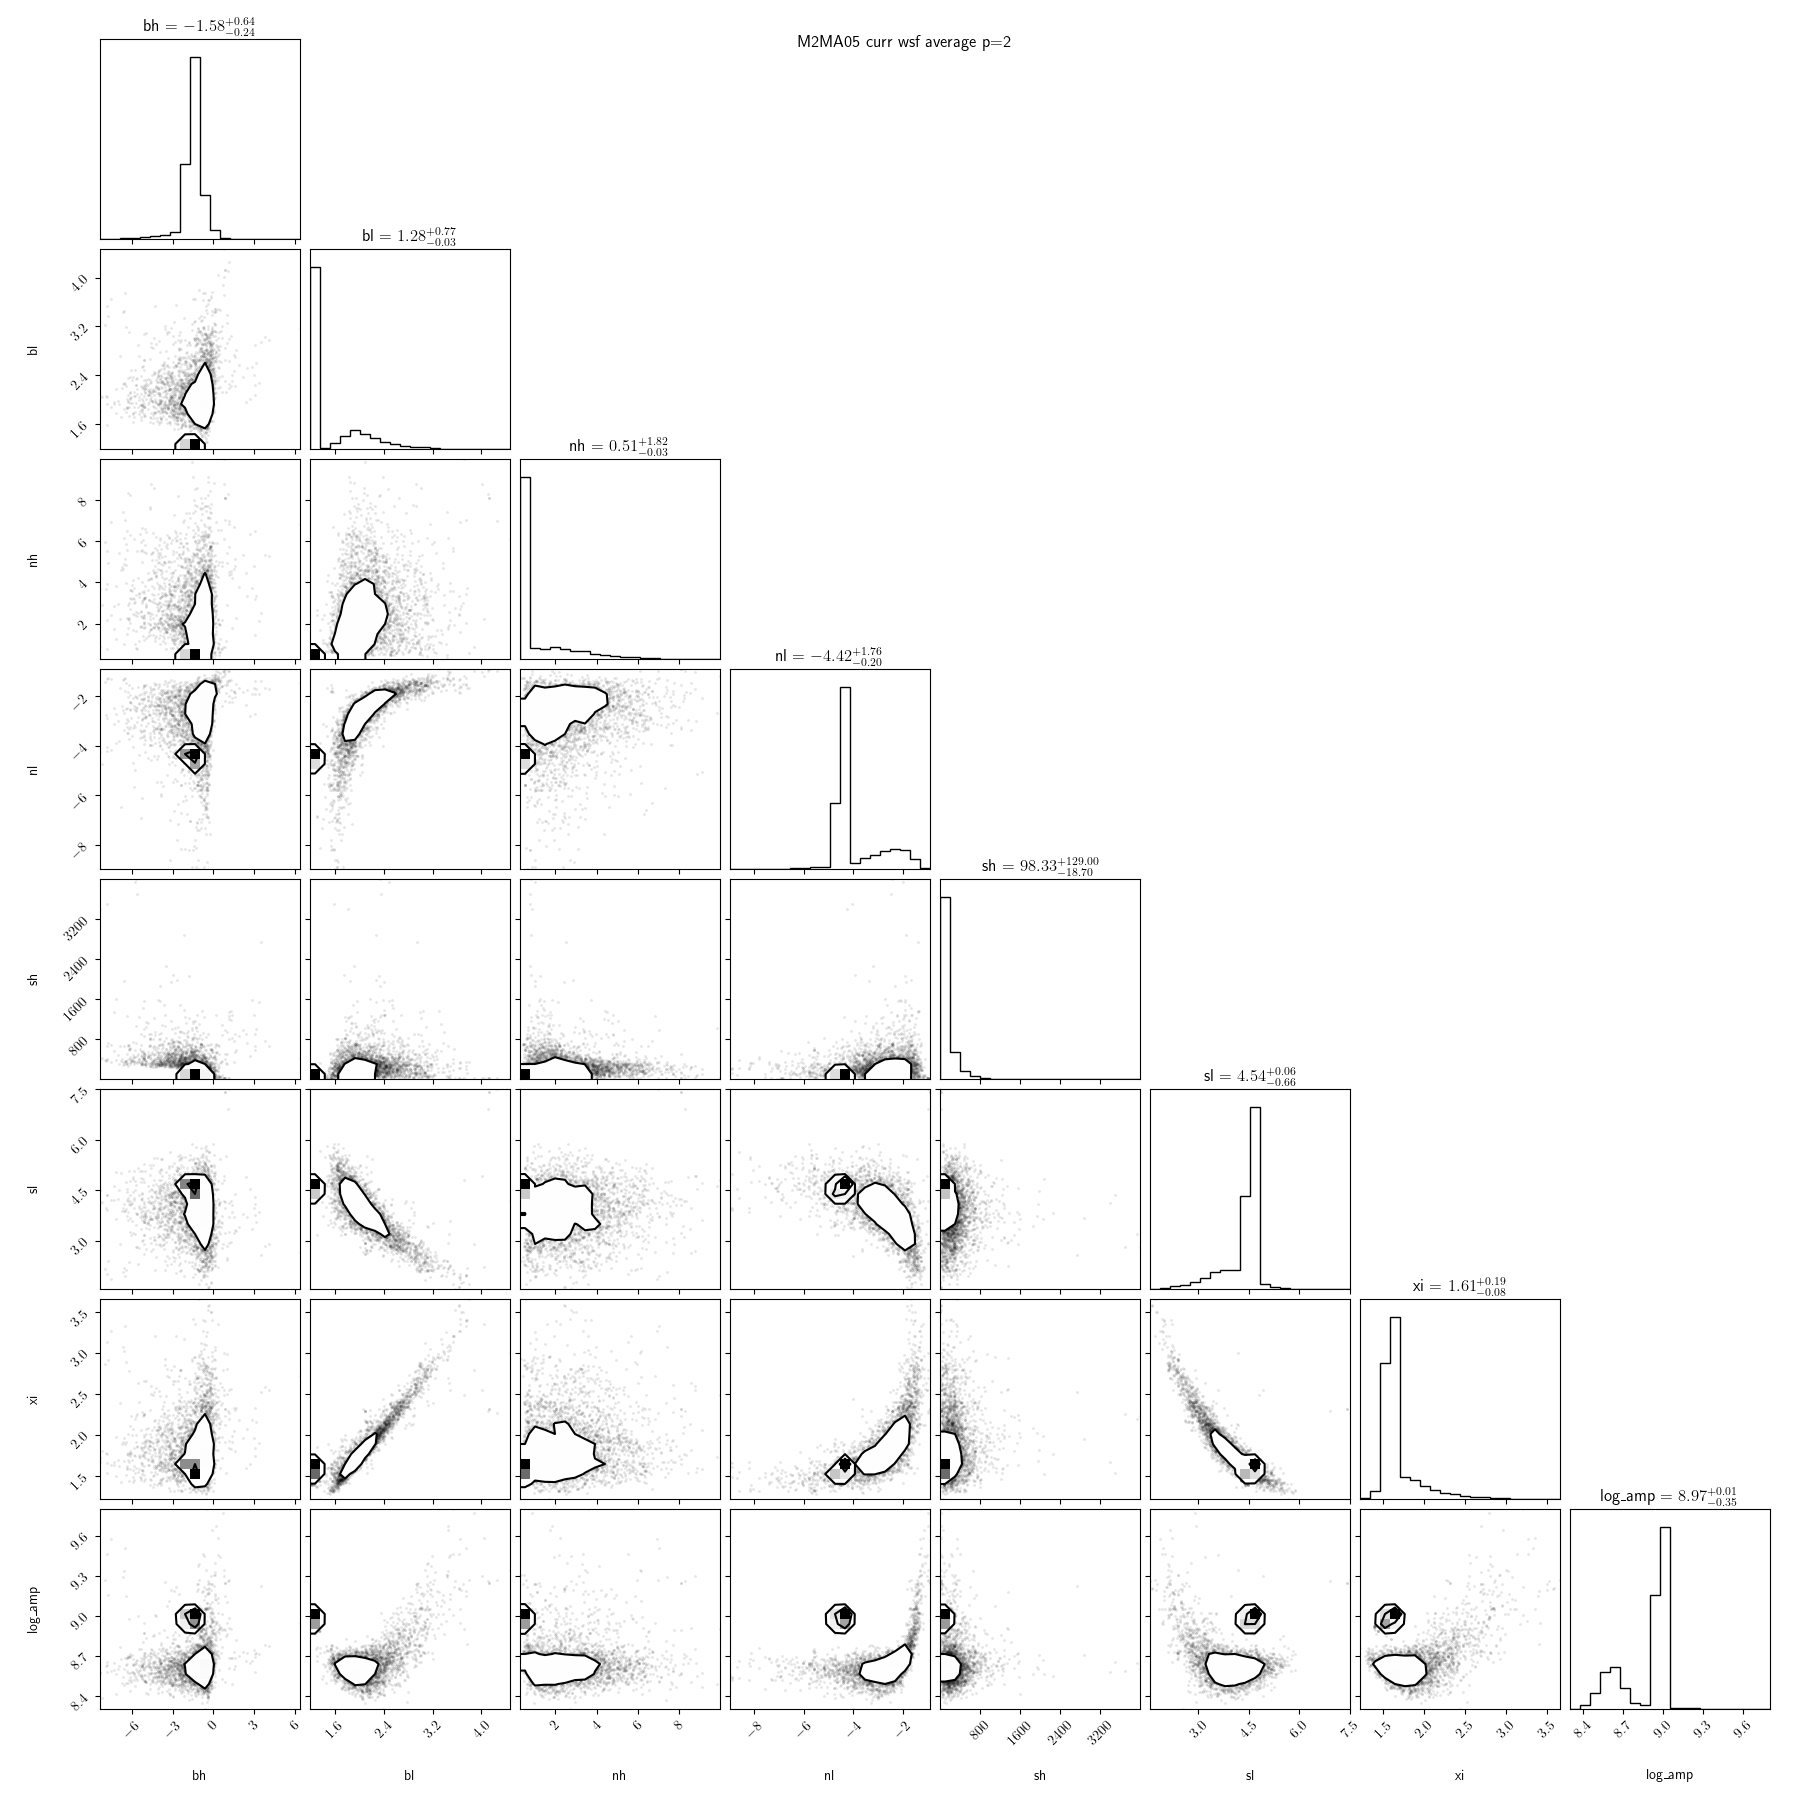 M2MA05 curr wsf average p=2
bh = −1.58 +0.64 −0.24
bl = 1.28 +0.77 −0.03
4.0
3.2
2.4
1.6
bl
nh = 0.51 +1.82 −0.03
8
6
4
2
nh
nl = −4.42 +1.76 −0.20
−2
−4
−6
−8
nl
sh = 98.33 +129.00 −18.70
3200
2400
1600
800
sh
sl = 4.54 +0.06 −0.66
7.5
6.0
4.5
3.0
sl
xi = 1.61 +0.19 −0.08
3.5
3.0
2.5
2.0
1.5
xi
log_amp = 8.97 +0.01 −0.35
9.6
9.3
9.0
8.7
8.4
log_amp
−6 −3 0 3 6 1.6 2.4 3.2 4.0 2 4 6 8 −8 −6 −4 −2 800 1600 2400 3200 3.0 4.5 6.0 7.5 1.5 2.0 2.5 3.0 3.5 8.4 8.7 9.0 9.3 9.6
bh bl nh nl sh sl xi log_amp